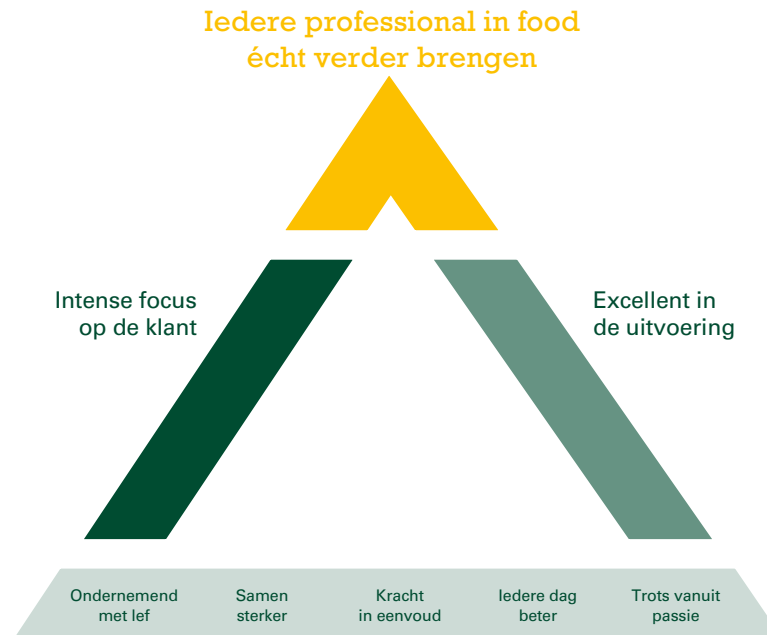 Iedere professional in food
écht verder brengen
Intense focus
op de klant
Excellent in
de uitvoering
Ondernemend
met lef
Samen
sterker
Kracht
in eenvoud
Iedere dag
beter
Trots vanuit
passie